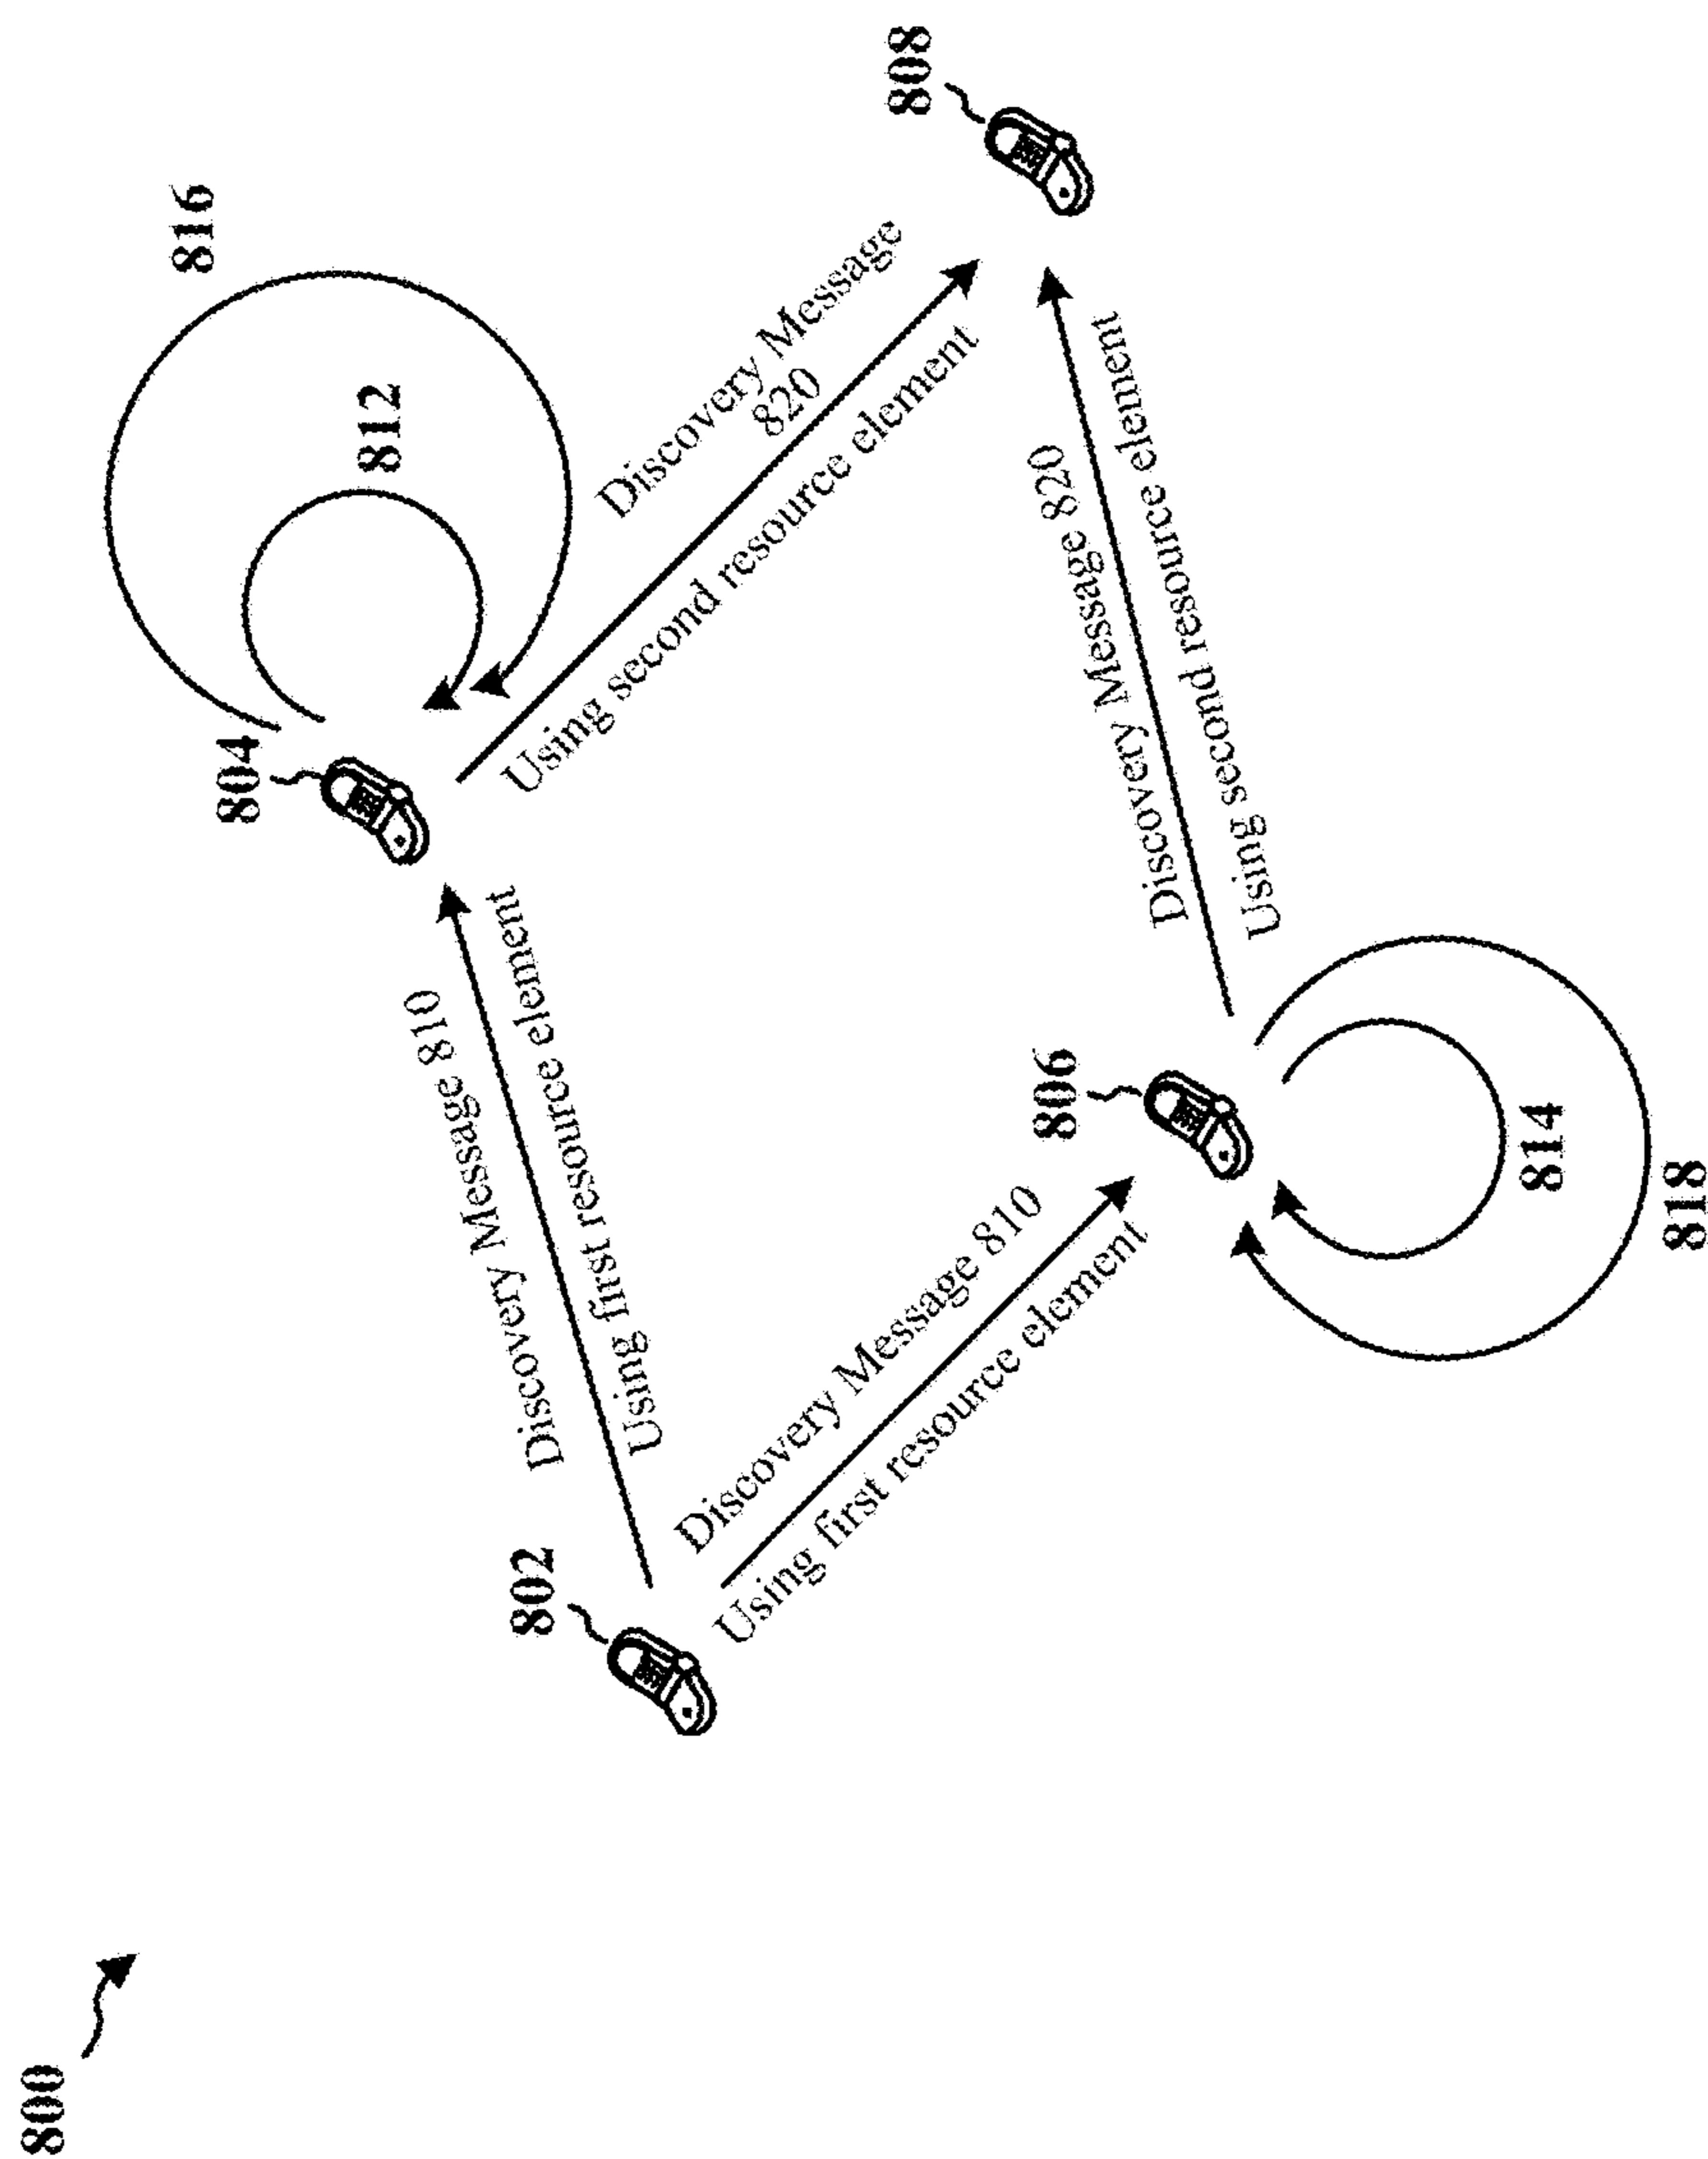 800
802
Discovery Message 810
Using first resource element
Discovery Message 810
Using first resource element
804
812
816
806
814
818
Discovery Message
820
Using second resource element
Discovery Message 820
Using second resource element
808